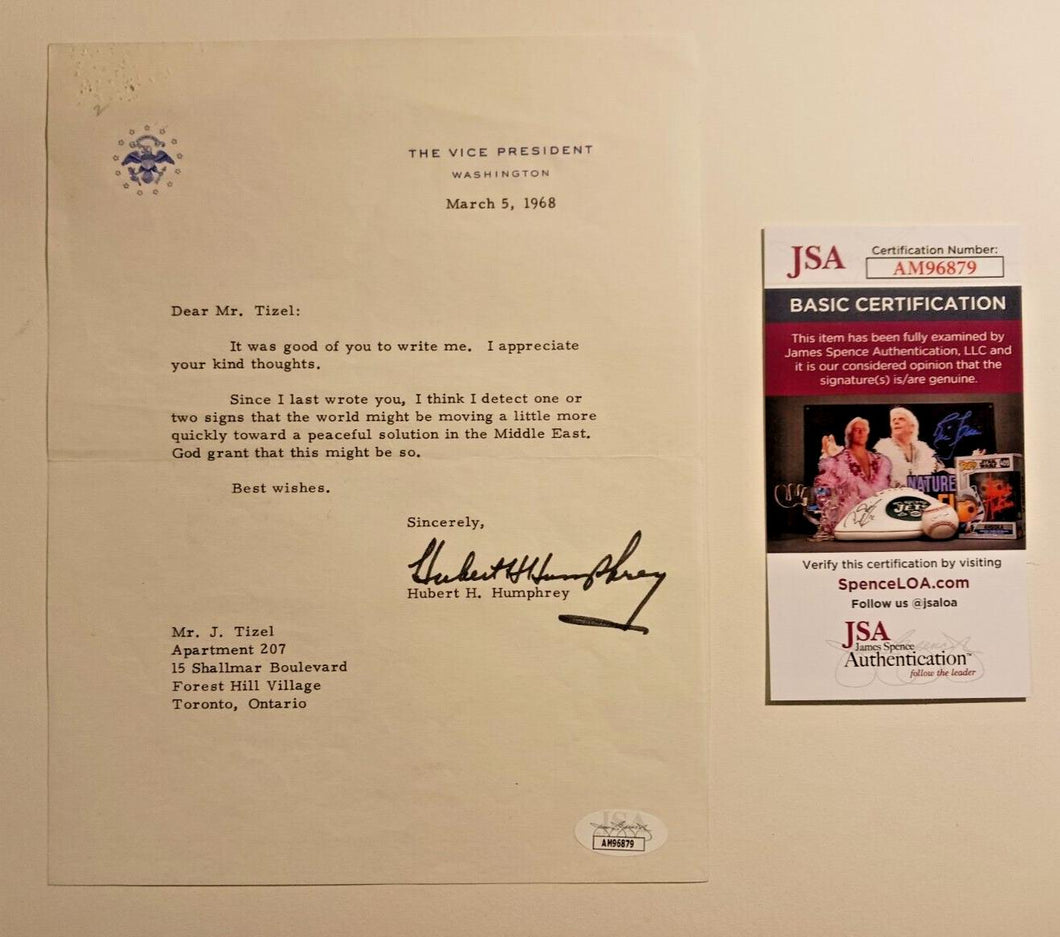 THE VICE PRESIDENT
WASHINGTON
March 5, 1968
Dear Mr. Tizel:
It was good of you to write me. I appreciate
your kind thoughts.
Since I last wrote you, I think I detect one or
two signs that the world might be moving a little more
quickly toward a peaceful solution in the Middle East.
God grant that this might be so.
Best wishes.
Sincerely,
Hubert H Humphrey
Hubert H. Humphrey
Mr. J. Tizel
Apartment 207
15 Shallmar Boulevard
Forest Hill Village
Toronto, Ontario
JSA
AM96879
JSA
Certification Number:
AM96879
BASIC CERTIFICATION
This item has been fully examined by
James Spence Authentication, LLC and
it is our considered opinion that the
signature(s) is/are genuine.
NATURE
JETS
Verify this certification by visiting
SpenceLOA.com
Follow us @jsaloa
JSA
James Spence
Authentication™
follow the leader